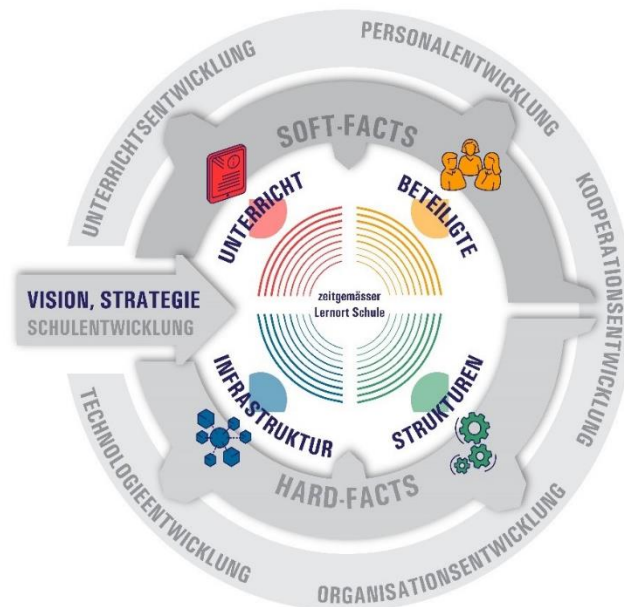 UNTERRICHTSENTWICKLUNG
PERSONALENTWICKLUNG
SOFT-FACTS
UNTERRICHT
BETEILIGTE
KOOPERATIONSENTWICKLUNG
VISION, STRATEGIE
SCHULENTWICKLUNG
zeitgemässer
Lernort Schule
INFRASTRUKTUR
STRUKTUREN
HARD-FACTS
TECHNOLOGIEENTWICKLUNG
ORGANISATIONSENTWICKLUNG